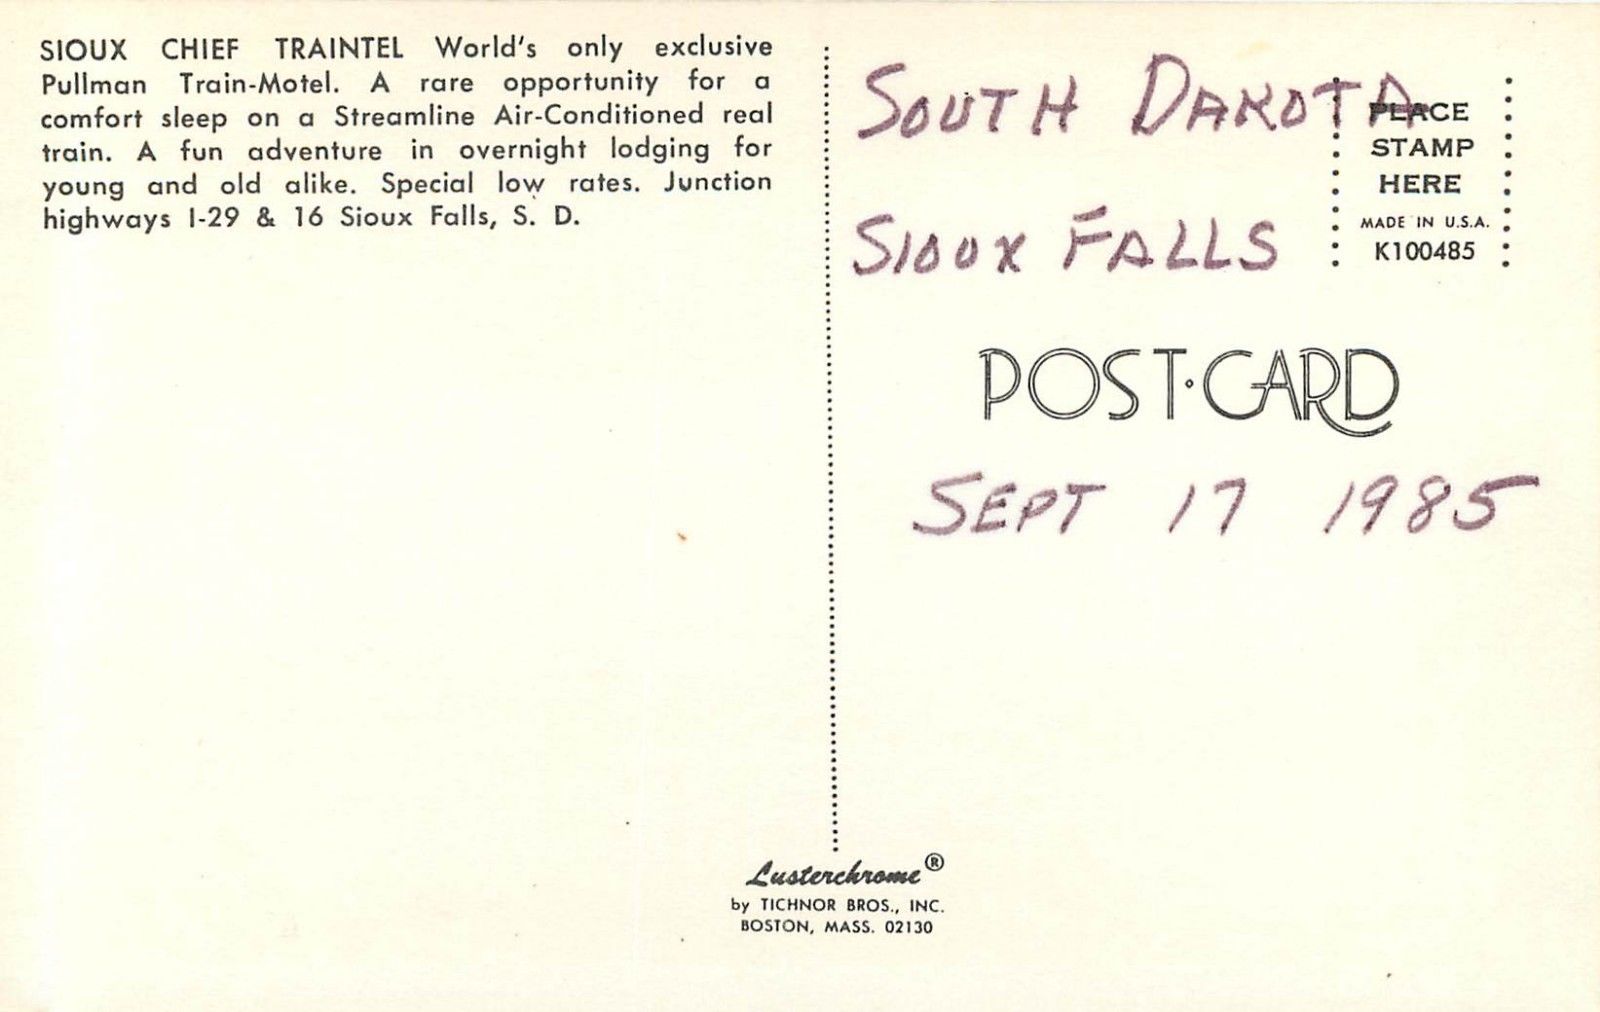 SIOUX CHIEF TRAINTEL World's only exclusive
Pullman Train-Motel. A rare opportunity for a
comfort sleep on a Streamline Air-Conditioned real
train. A fun adventure in overnight lodging for
young and old alike. Special low rates. Junction
highways I-29 & 16 Sioux Falls, S. D.
SOUTH DAKOTA
PLACE
STAMP
HERE
MADE IN U.S.A.
K100485
SIOUX FALLS
POST·CARD
SEPT 17 1985
Lusterchrome®
by TICHNOR BROS., INC.
BOSTON, MASS. 02130